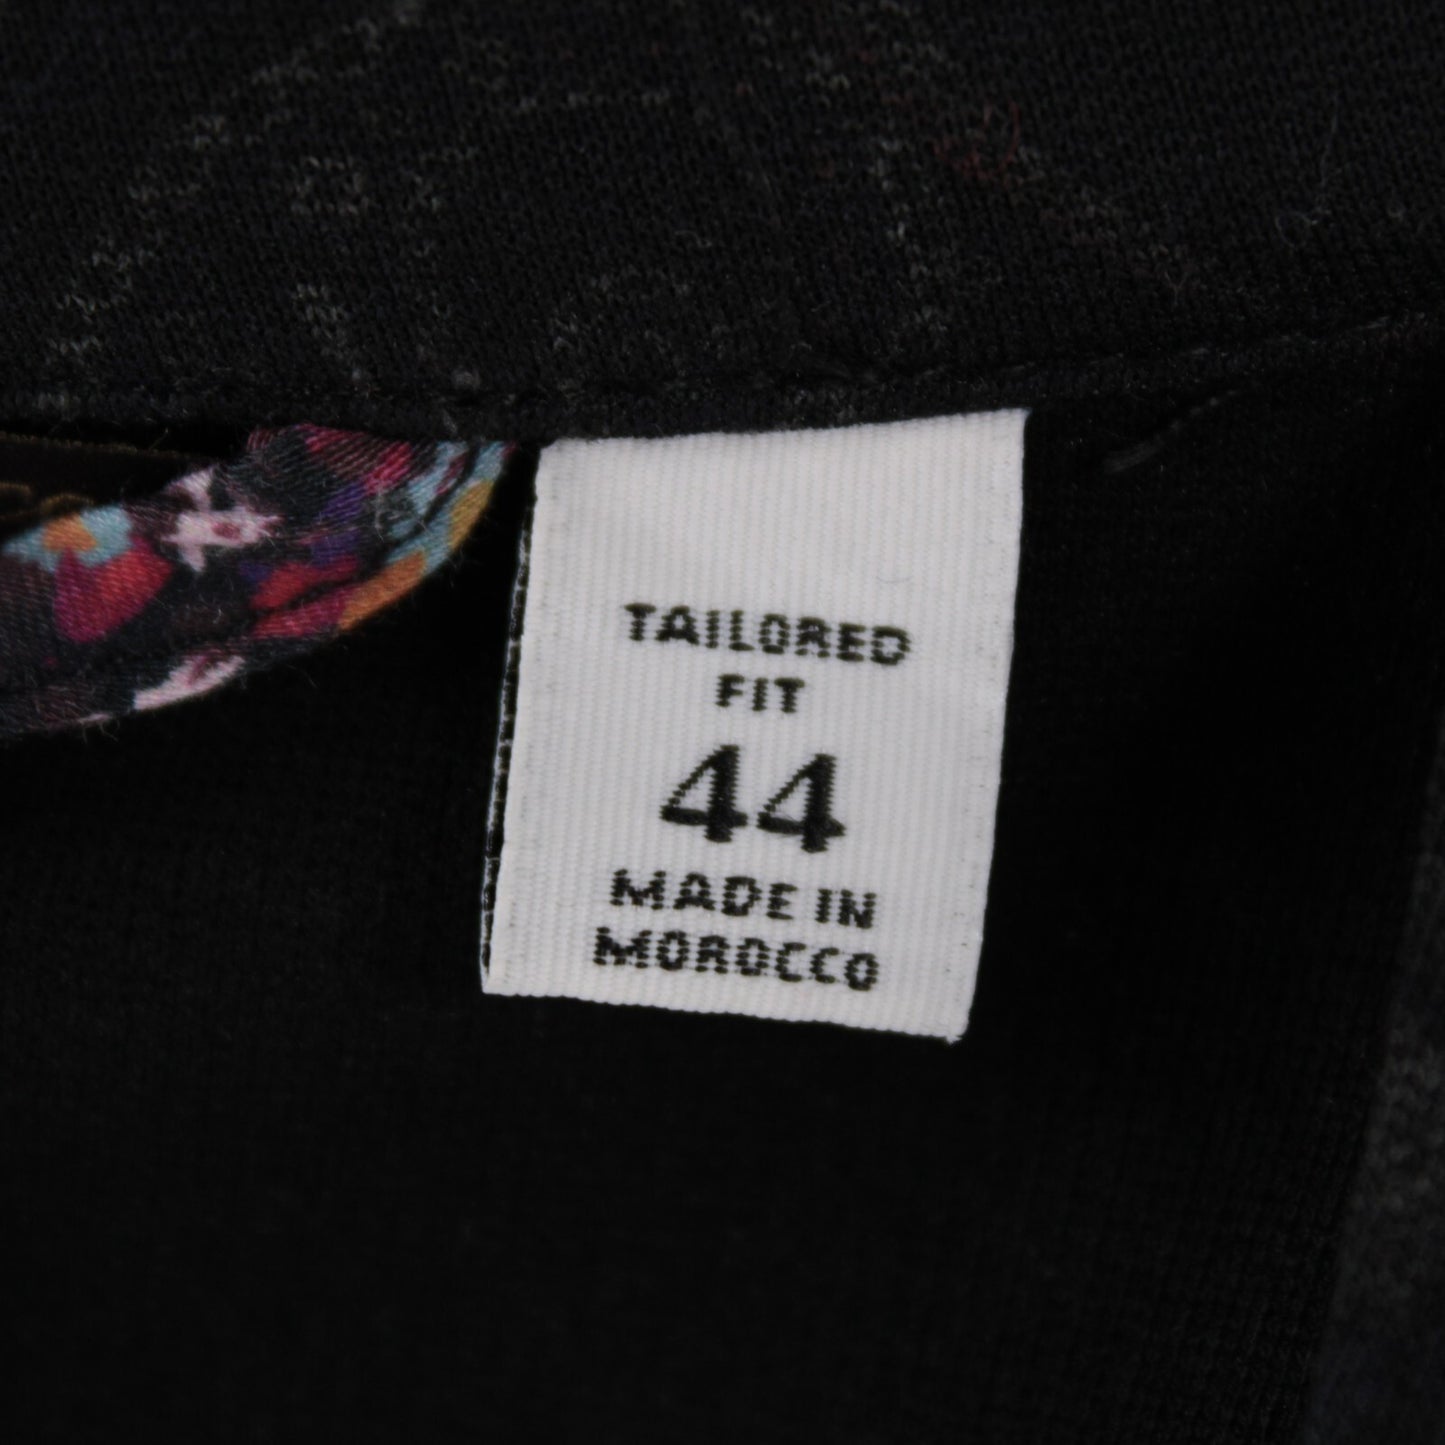 TAILORED
FIT
44
MADE IN
MOROCCO